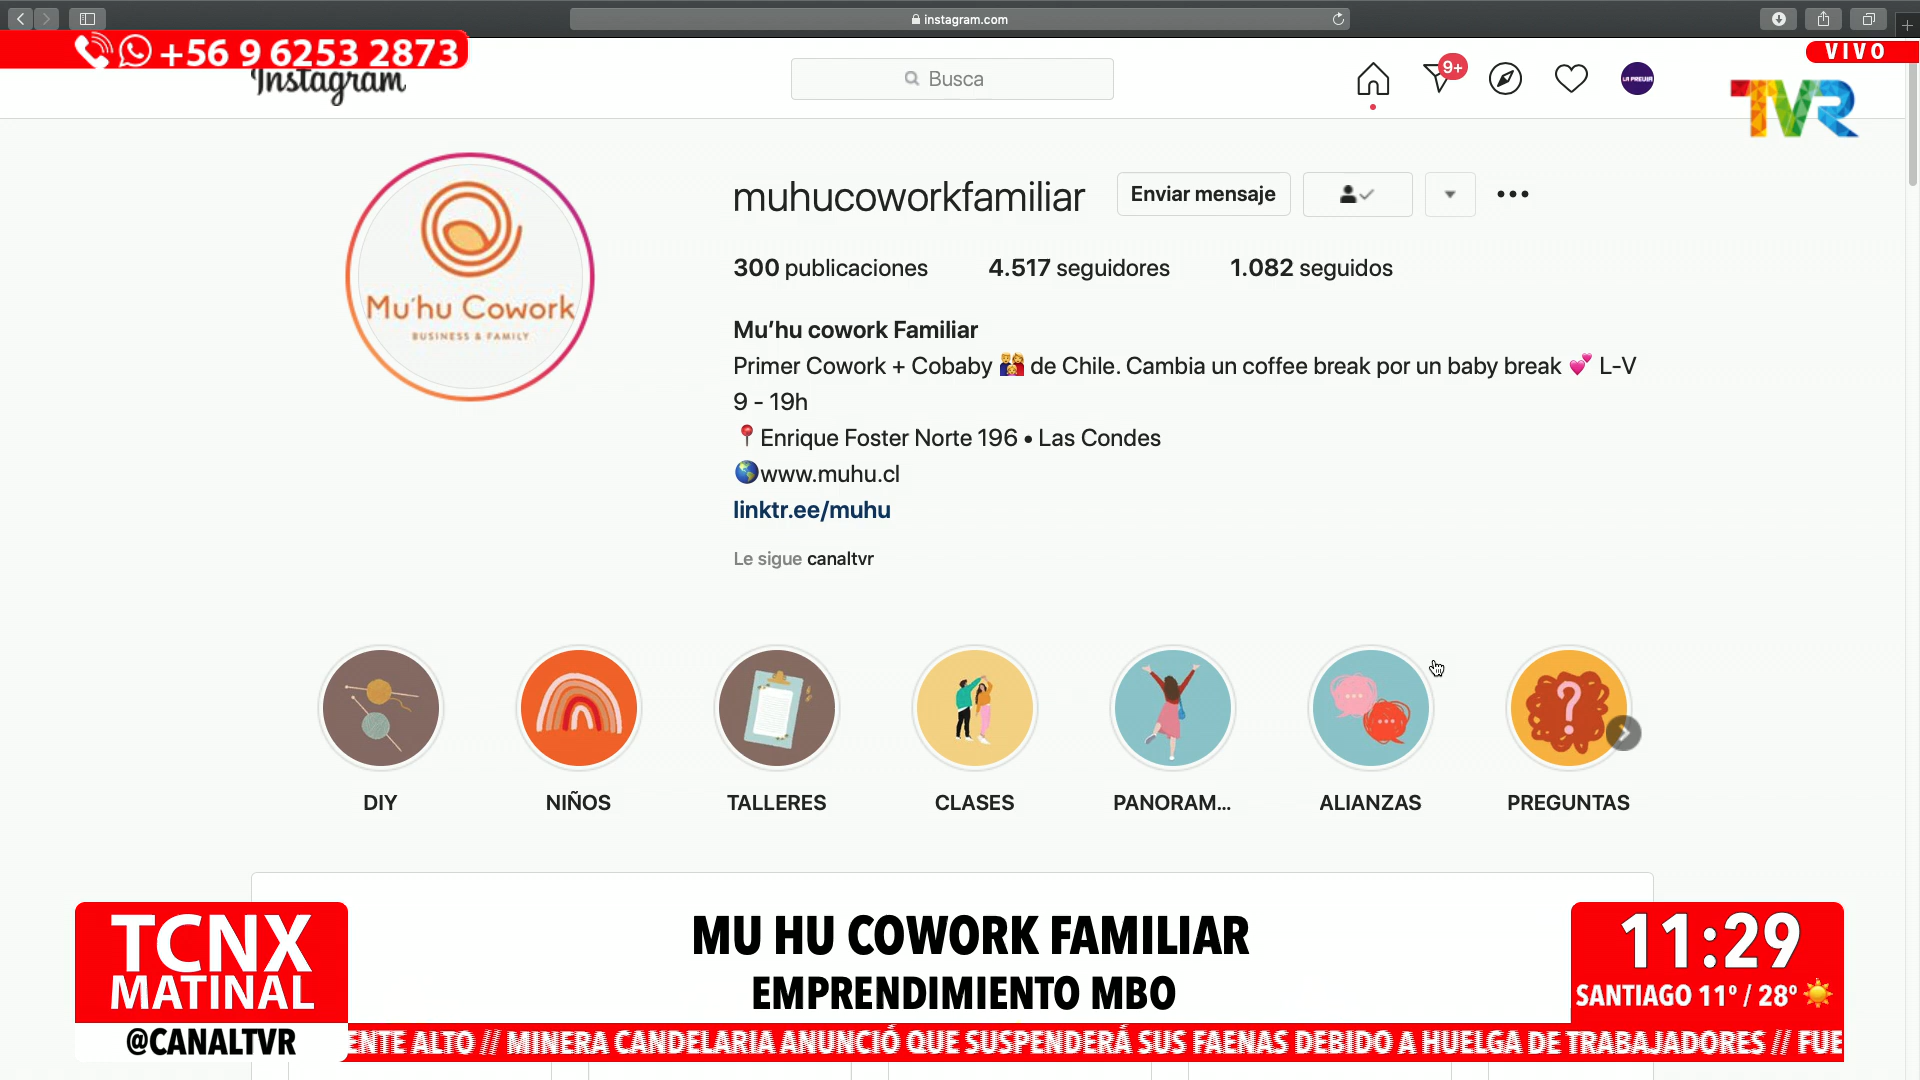 instagram.com
+56 9 6253 2873
VIVO
Instagram
Busca
9+
LA PREVIA
TVR
Mu'hu Cowork
BUSINESS & FAMILY
muhucoworkfamiliar
Enviar mensaje
300 publicaciones
4.517 seguidores
1.082 seguidos
Mu’hu cowork Familiar
Primer Cowork + Cobaby 👨‍👩‍👧 de Chile. Cambia un coffee break por un baby break 💕 L-V
9 - 19h
📍Enrique Foster Norte 196 • Las Condes
🌎www.muhu.cl
linktr.ee/muhu
Le sigue canaltvr
DIY
NIÑOS
TALLERES
CLASES
PANORAM...
ALIANZAS
PREGUNTAS
TCNX
MATINAL
@CANALTVR
MU HU COWORK FAMILIAR
EMPRENDIMIENTO MBO
11:29
SANTIAGO 11º / 28º
ENTE ALTO // MINERA CANDELARIA ANUNCIÓ QUE SUSPENDERÁ SUS FAENAS DEBIDO A HUELGA DE TRABAJADORES // FUE